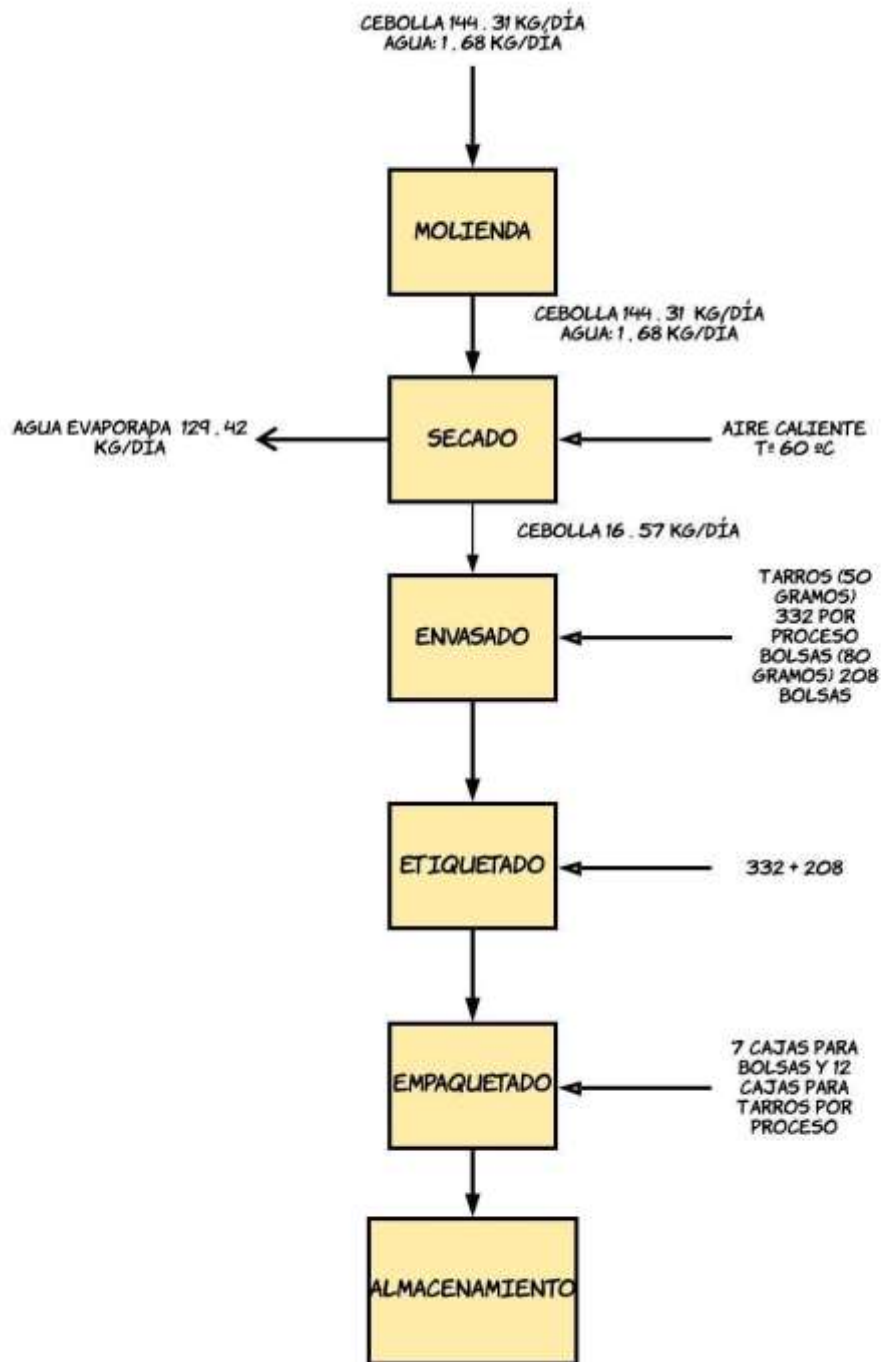 CEBOLLA 144.31 KG/DÍA
AGUA: 1.68 KG/DÍA
MOLIENDA
CEBOLLA 144.31 KG/DÍA
AGUA: 1.68 KG/DÍA
AGUA EVAPORADA 129.42
KG/DÍA
SECADO
AIRE CALIENTE
Tª 60 ºC
CEBOLLA 16.57 KG/DÍA
ENVASADO
TARROS (50
GRAMOS)
332 POR
PROCESO
BOLSAS (80
GRAMOS) 208
BOLSAS
ETIQUETADO
332 + 208
EMPAQUETADO
7 CAJAS PARA
BOLSAS Y 12
CAJAS PARA
TARROS POR
PROCESO
ALMACENAMIENTO